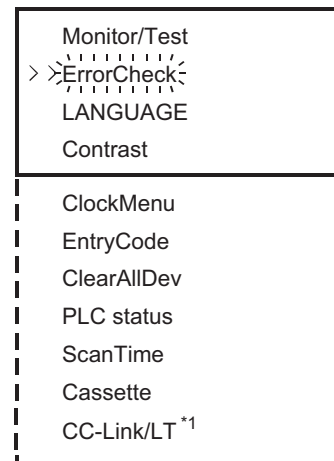 Monitor/Test
> > ErrorCheck
LANGUAGE
Contrast
ClockMenu
EntryCode
ClearAllDev
PLC status
ScanTime
Cassette
CC-Link/LT *1